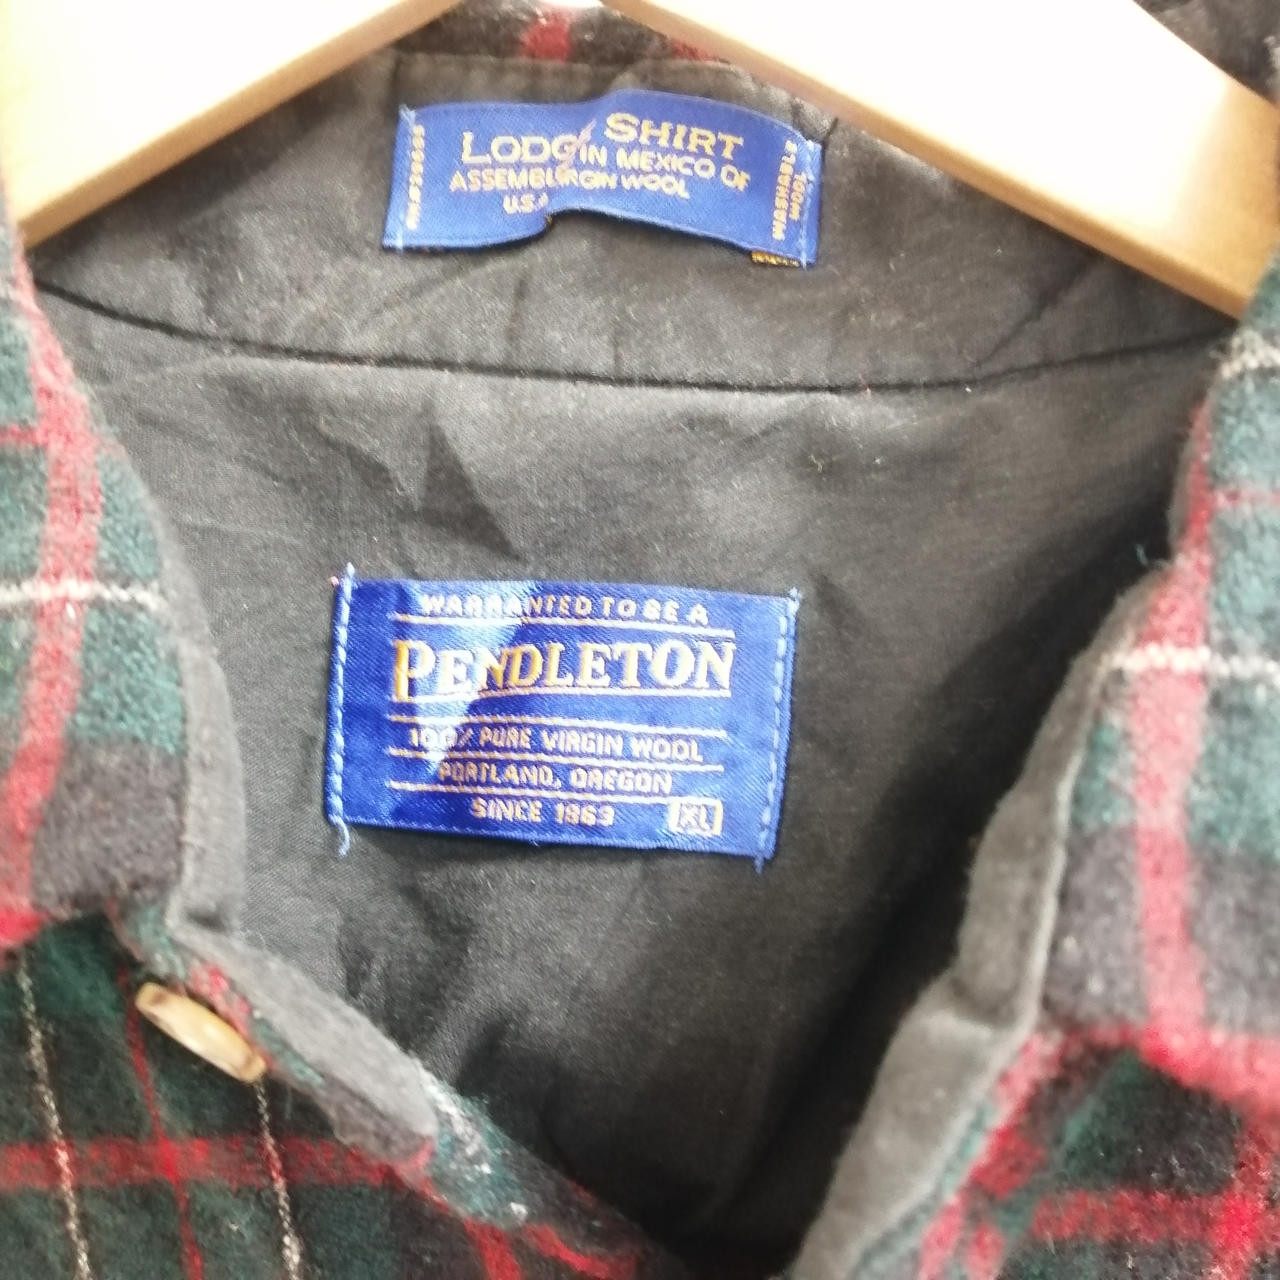 LODG SHIRT
ASSEMBL IN MEXICO OF
U.S. RGIN WOOL
WARRANTED TO BE A
PENDLETON
100% PURE VIRGIN WOOL
PORTLAND, OREGON
SINCE 1863
XL